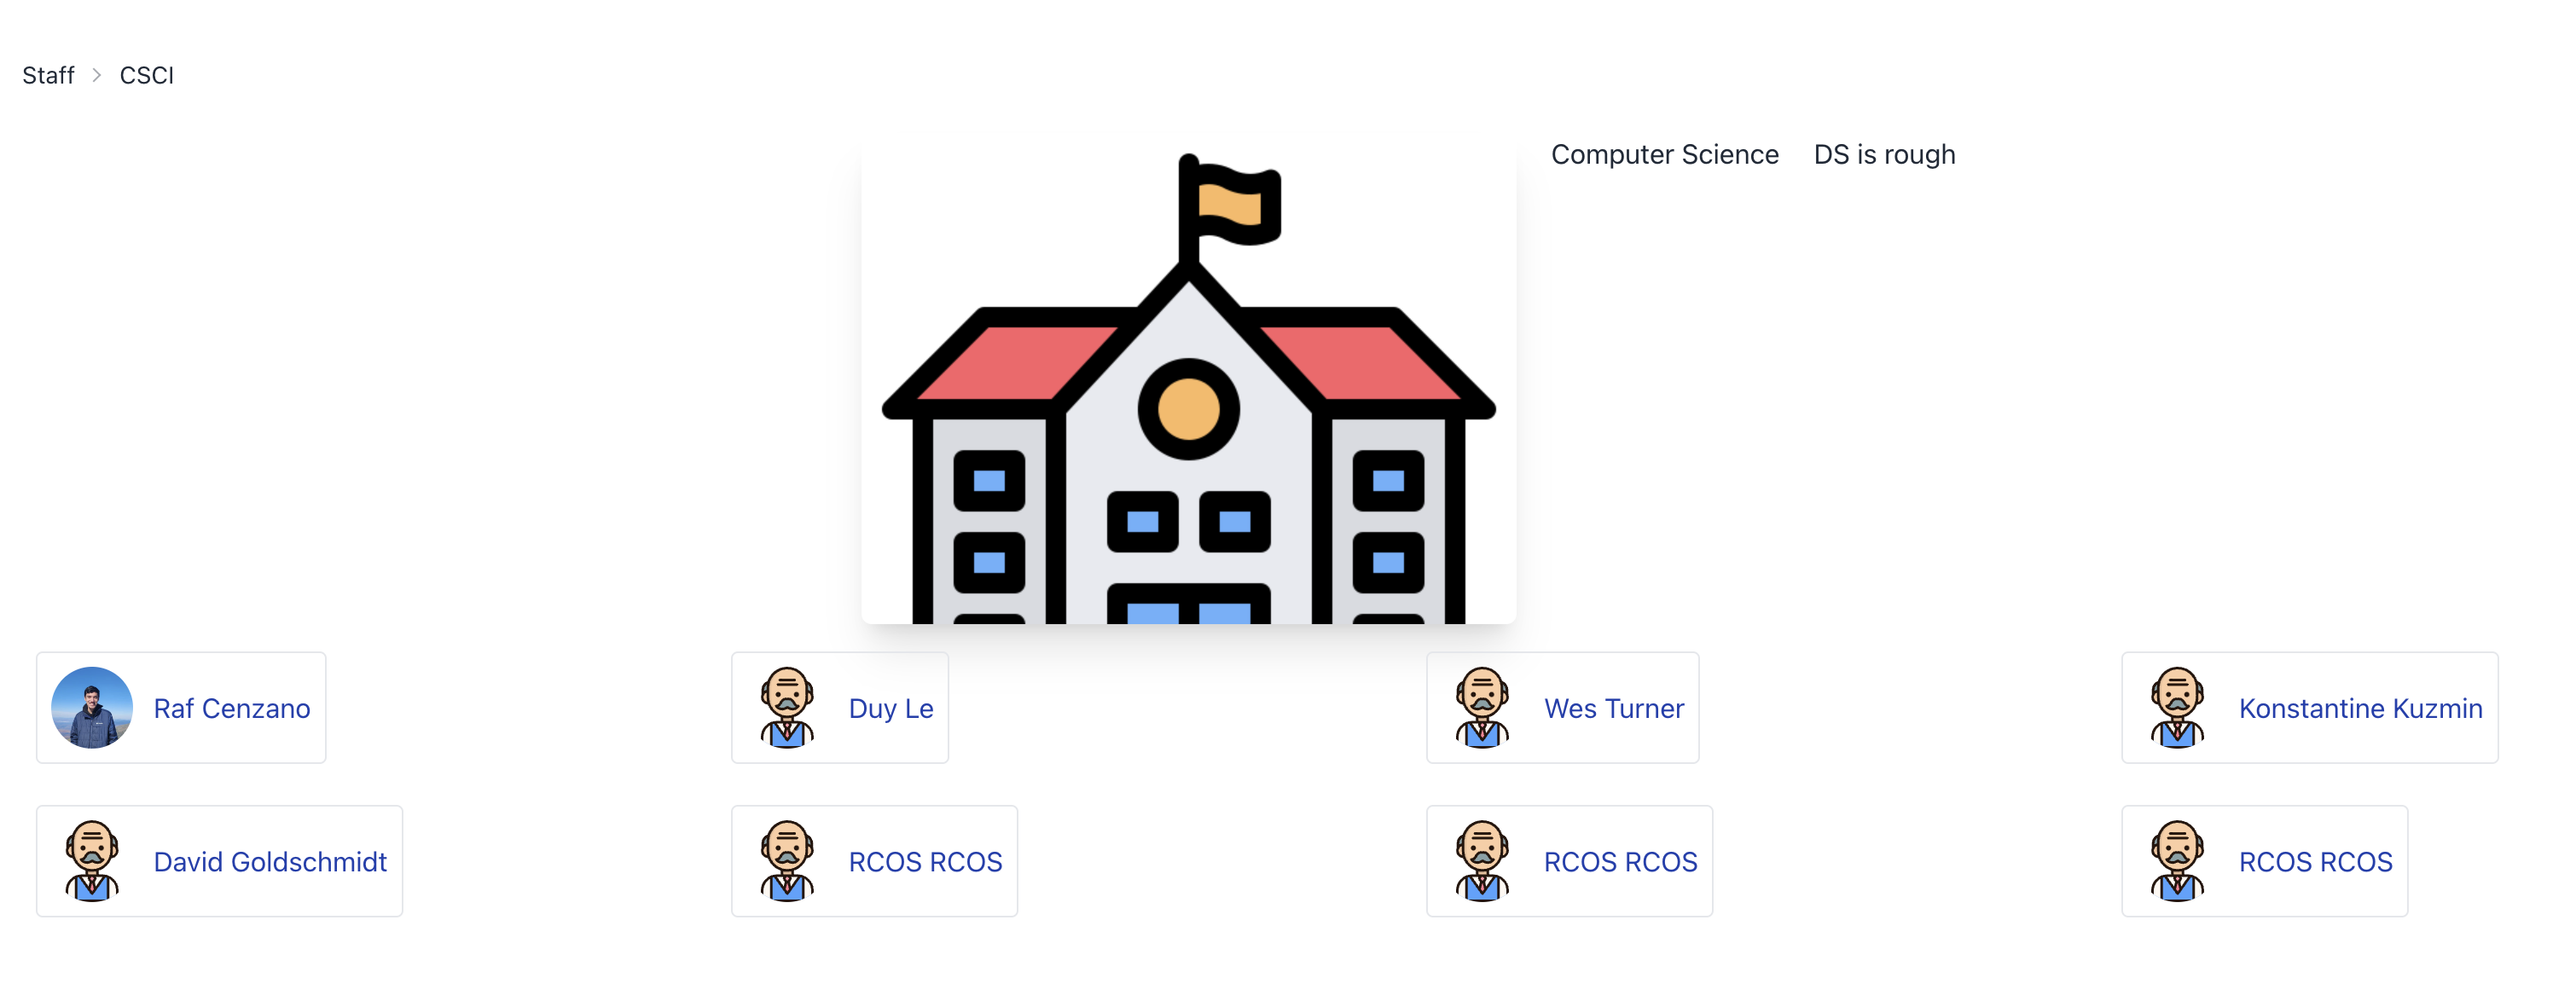 Staff > CSCI
Computer Science DS is rough
Raf Cenzano
Duy Le
Wes Turner
Konstantine Kuzmin
David Goldschmidt
RCOS RCOS
RCOS RCOS
RCOS RCOS